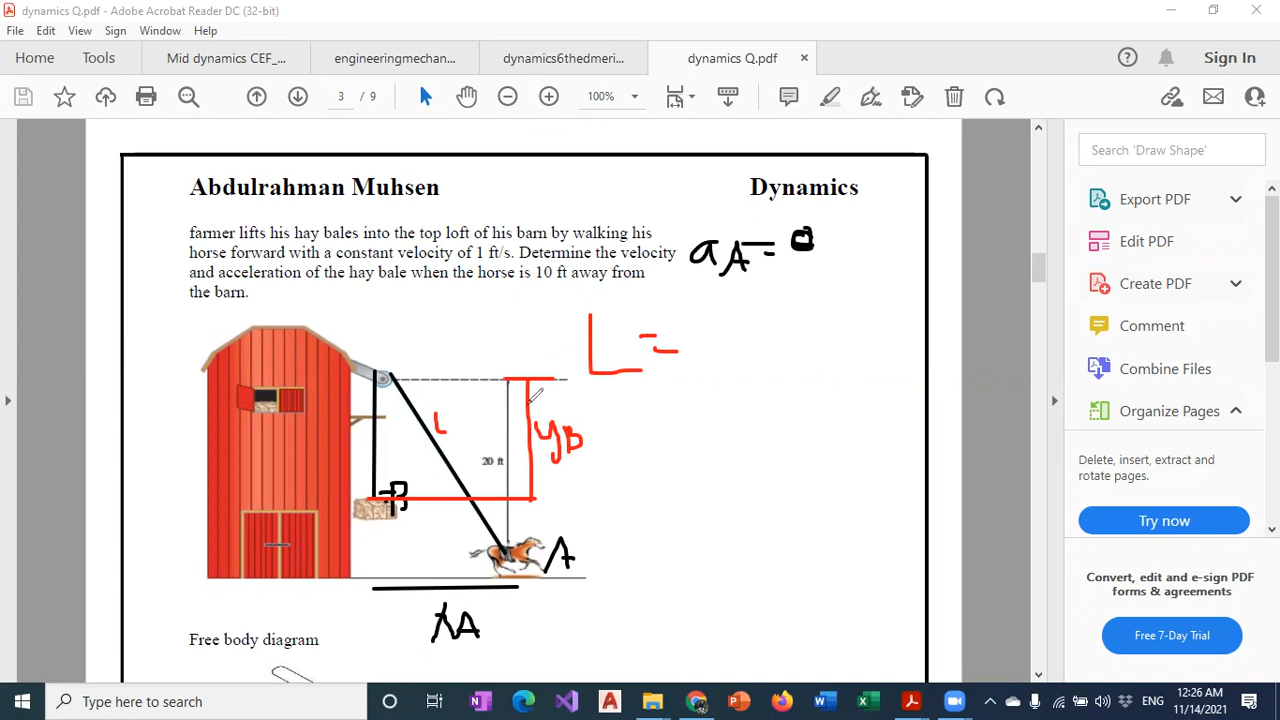 dynamics Q.pdf - Adobe Acrobat Reader DC (32-bit)
File Edit View Sign Window Help
Home Tools Mid dynamics CEF_... engineeringmechan... dynamics6thedmeri... dynamics Q.pdf × Sign In
3 / 9 100%
Search 'Draw Shape'
Abdulrahman Muhsen Dynamics
farmer lifts his hay bales into the top loft of his barn by walking his
horse forward with a constant velocity of 1 ft/s. Determine the velocity
and acceleration of the hay bale when the horse is 10 ft away from
the barn.
aA = 0
L =
L
yB
20 ft
B
A
xA
Free body diagram
Export PDF
Edit PDF
Create PDF
Comment
Combine Files
Organize Pages
Delete, insert, extract and
rotate pages.
Try now
Convert, edit and e-sign PDF
forms & agreements
Free 7-Day Trial
Type here to search
ENG
12:26 AM
11/14/2021